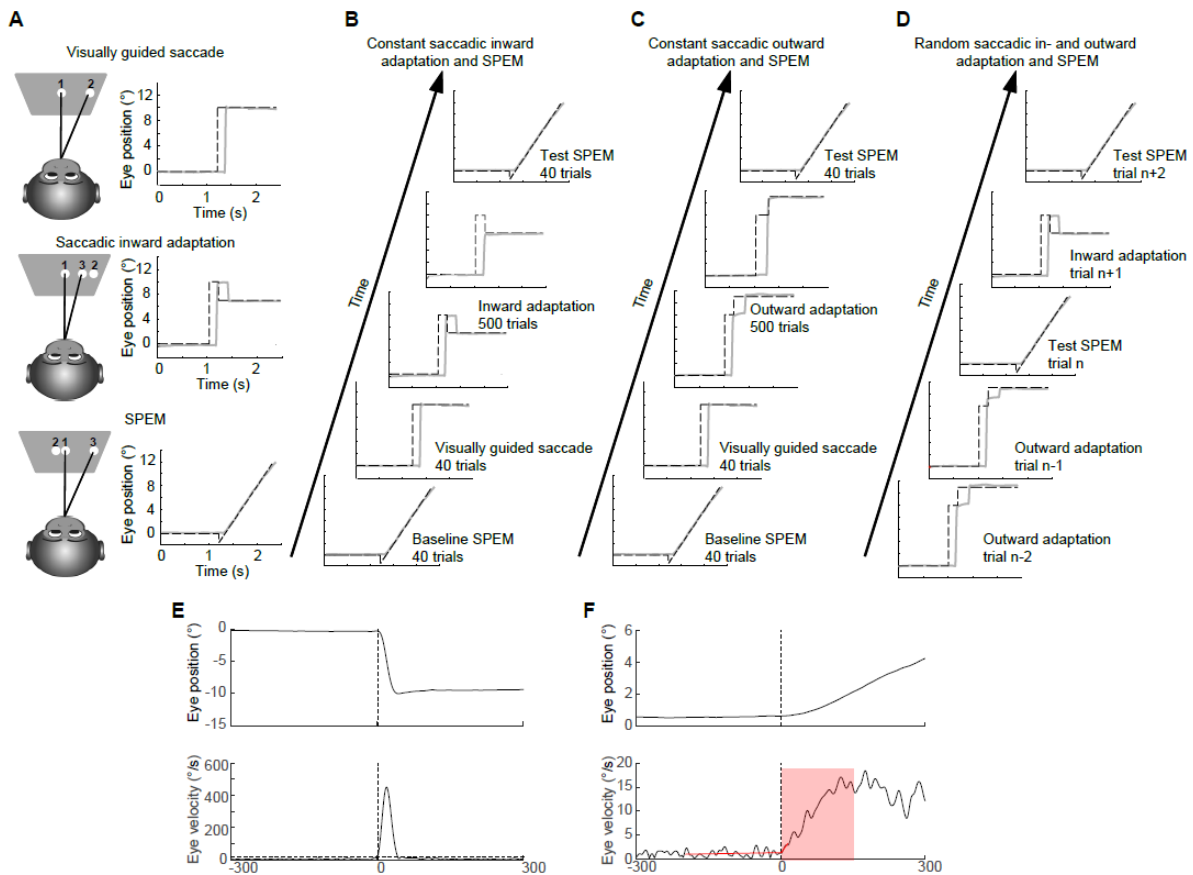 A
Visually guided saccade
1 2
Eye position (°)
12
8
4
0
0 1 2
Time (s)
Saccadic inward adaptation
1 3 2
Eye position (°)
12
8
4
0
0 1 2
Time (s)
SPEM
2 1 3
Eye position (°)
12
8
4
0
0 1 2
Time (s)
B
Constant saccadic inward
adaptation and SPEM
Time
Test SPEM
40 trials
Inward adaptation
500 trials
Visually guided saccade
40 trials
Baseline SPEM
40 trials
C
Constant saccadic outward
adaptation and SPEM
Time
Test SPEM
40 trials
Outward adaptation
500 trials
Visually guided saccade
40 trials
Baseline SPEM
40 trials
D
Random saccadic in- and outward
adaptation and SPEM
Time
Test SPEM
trial n+2
Inward adaptation
trial n+1
Test SPEM
trial n
Outward adaptation
trial n-1
Outward adaptation
trial n-2
E
Eye position (°)
0
-5
-10
-15
Eye velocity (°/s)
600
400
200
0
-300 0 300
F
Eye position (°)
6
4
2
0
Eye velocity (°/s)
20
15
10
5
0
-300 0 300